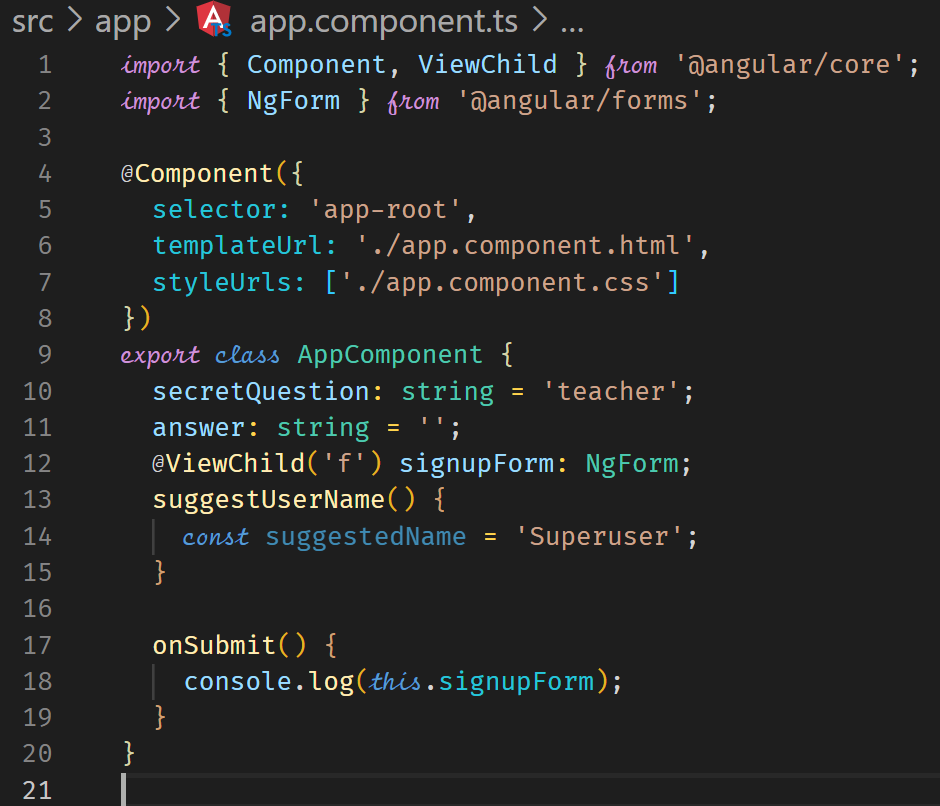 src > app > app.component.ts > ...
1 import { Component, ViewChild } from '@angular/core';
2 import { NgForm } from '@angular/forms';
3
4 @Component({
5   selector: 'app-root',
6   templateUrl: './app.component.html',
7   styleUrls: ['./app.component.css']
8 })
9 export class AppComponent {
10   secretQuestion: string = 'teacher';
11   answer: string = '';
12   @ViewChild('f') signupForm: NgForm;
13   suggestUserName() {
14     const suggestedName = 'Superuser';
15   }
16
17   onSubmit() {
18     console.log(this.signupForm);
19   }
20 }
21